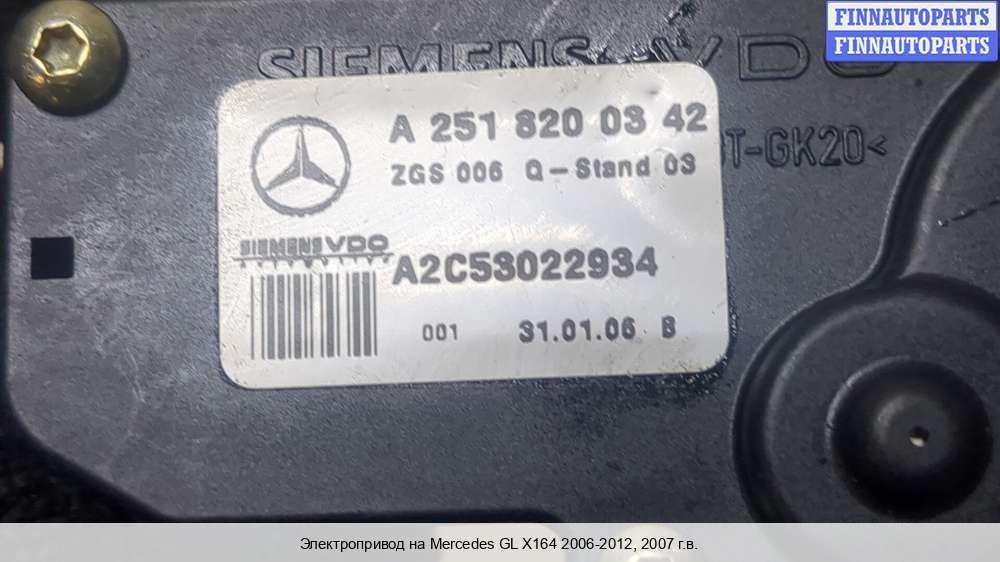 FINNAUTOPARTS
FINNAUTOPARTS
SIEMENS VDO
A 251 820 03 42
ZGS 006 Q-Stand 03
T-GK20<
SIEMENS VDO
AUTOMOTIVE
A2C53022934
001 31.01.06 B
Электропривод на Mercedes GL X164 2006-2012, 2007 г.в.